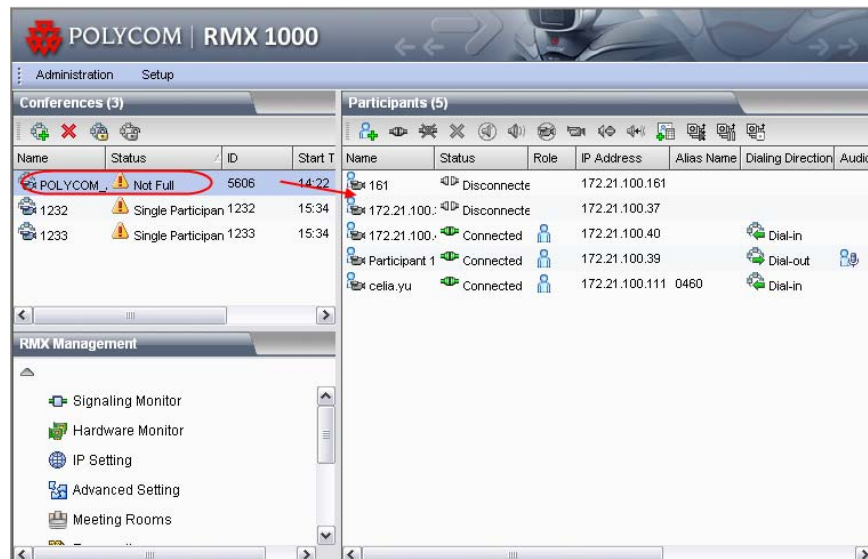 POLYCOM | RMX 1000
Administration Setup
Conferences (3)
Name Status ID Start T
POLYCOM_ Not Full 5606 14:22
1232 Single Participan 1232 15:34
1233 Single Participan 1233 15:34
RMX Management
Signaling Monitor
Hardware Monitor
IP Setting
Advanced Setting
Meeting Rooms
Participants (5)
Name Status Role IP Address Alias Name Dialing Direction Audio
161 Disconnecte 172.21.100.161
172.21.100. Disconnecte 172.21.100.37
172.21.100. Connected 172.21.100.40 Dial-in
Participant 1 Connected 172.21.100.39 Dial-out
celia.yu Connected 172.21.100.111 0460 Dial-in